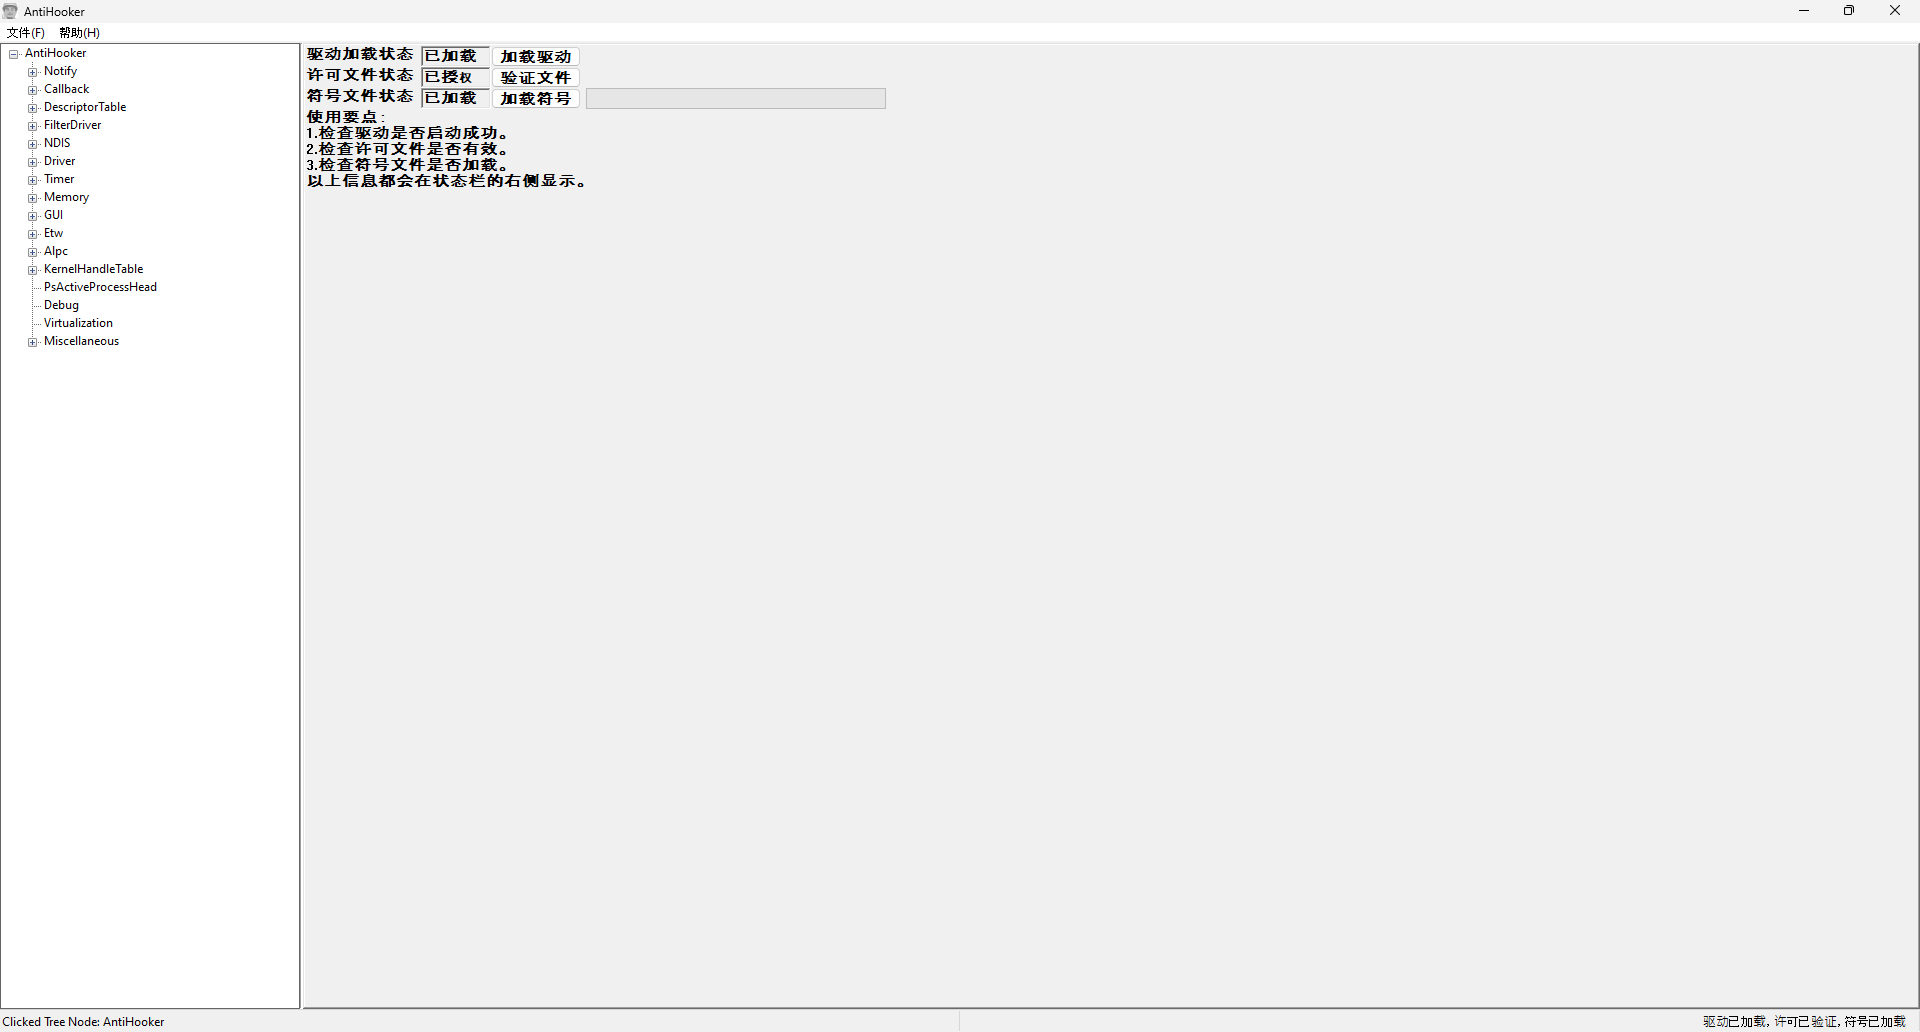 AntiHooker
文件(F) 帮助(H)
AntiHooker
Notify
Callback
DescriptorTable
FilterDriver
NDIS
Driver
Timer
Memory
GUI
Etw
Alpc
KernelHandleTable
PsActiveProcessHead
Debug
Virtualization
Miscellaneous
驱动加载状态 已加载 加载驱动
许可文件状态 已授权 验证文件
符号文件状态 已加载 加载符号
使用要点:
1.检查驱动是否启动成功。
2.检查许可文件是否有效。
3.检查符号文件是否加载。
以上信息都会在状态栏的右侧显示。
Clicked Tree Node: AntiHooker
驱动已加载, 许可已验证, 符号已加载